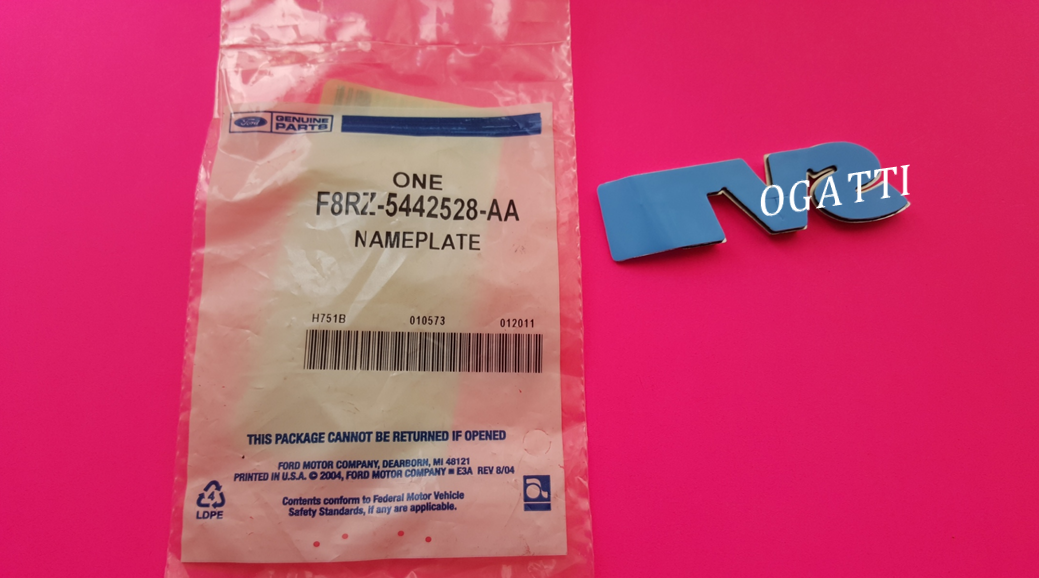 Ford
GENUINE
PARTS
ONE
F8RZ-5442528-AA
NAMEPLATE
H751B 010573 012011
THIS PACKAGE CANNOT BE RETURNED IF OPENED
FORD MOTOR COMPANY, DEARBORN, MI 48121
PRINTED IN U.S.A. © 2004, FORD MOTOR COMPANY ■ E3A REV 8/04
4
LDPE
Contents conform to Federal Motor Vehicle
Safety Standards, if any are applicable.
OGATTI